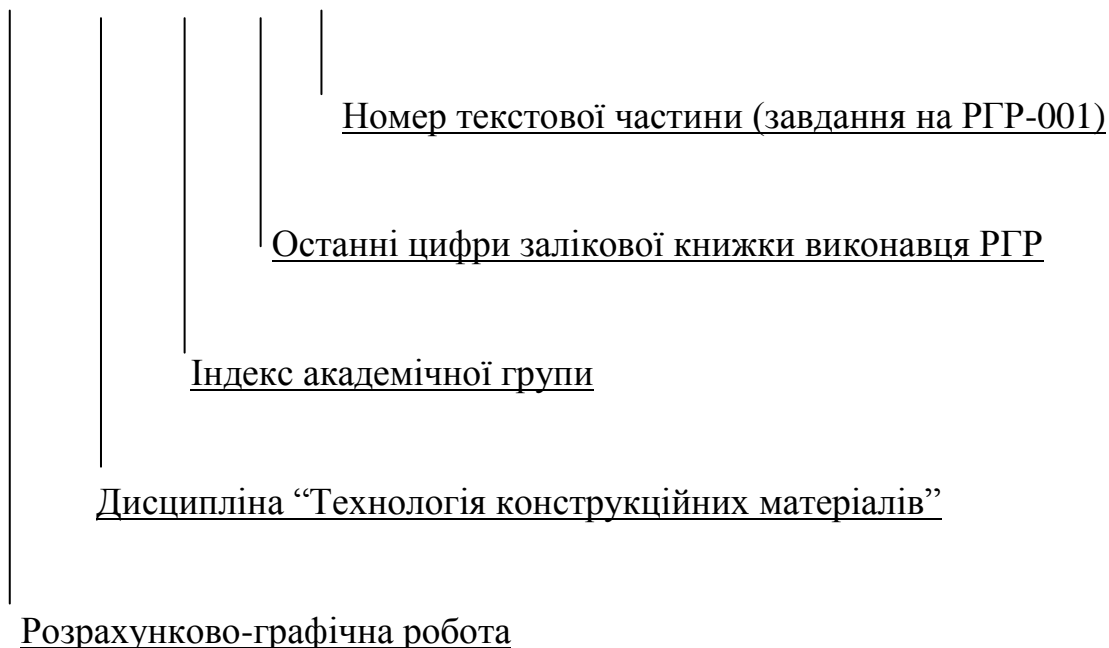 Номер текстової частини (завдання на РГР-001)
Останні цифри залікової книжки виконавця РГР
Індекс академічної групи
Дисципліна “Технологія конструкційних матеріалів”
Розрахунково-графічна робота